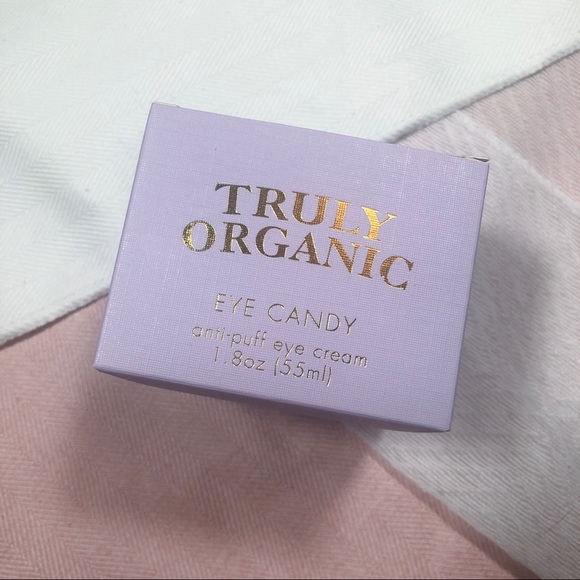 TRULY
ORGANIC
EYE CANDY
anti-puff eye cream
1.8oz (55ml)